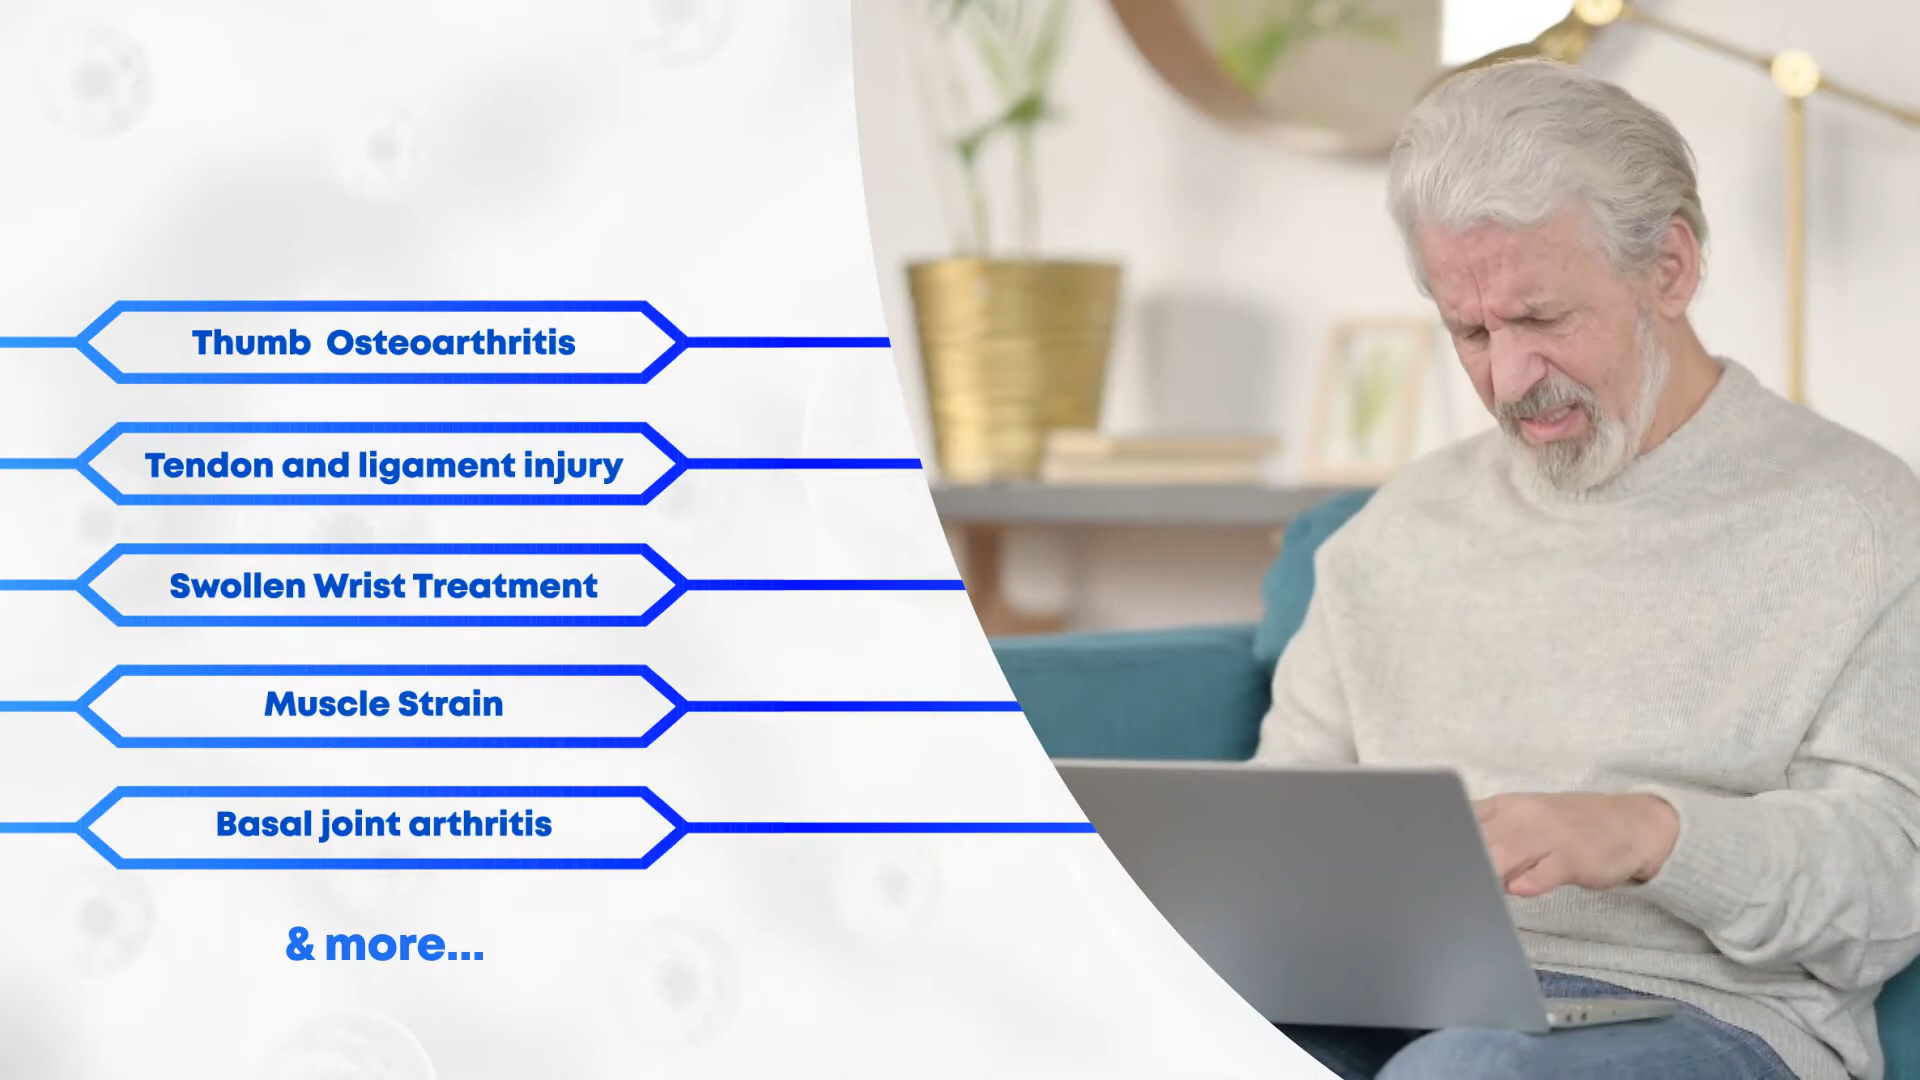 Thumb Osteoarthritis
Tendon and ligament injury
Swollen Wrist Treatment
Muscle Strain
Basal joint arthritis
& more...